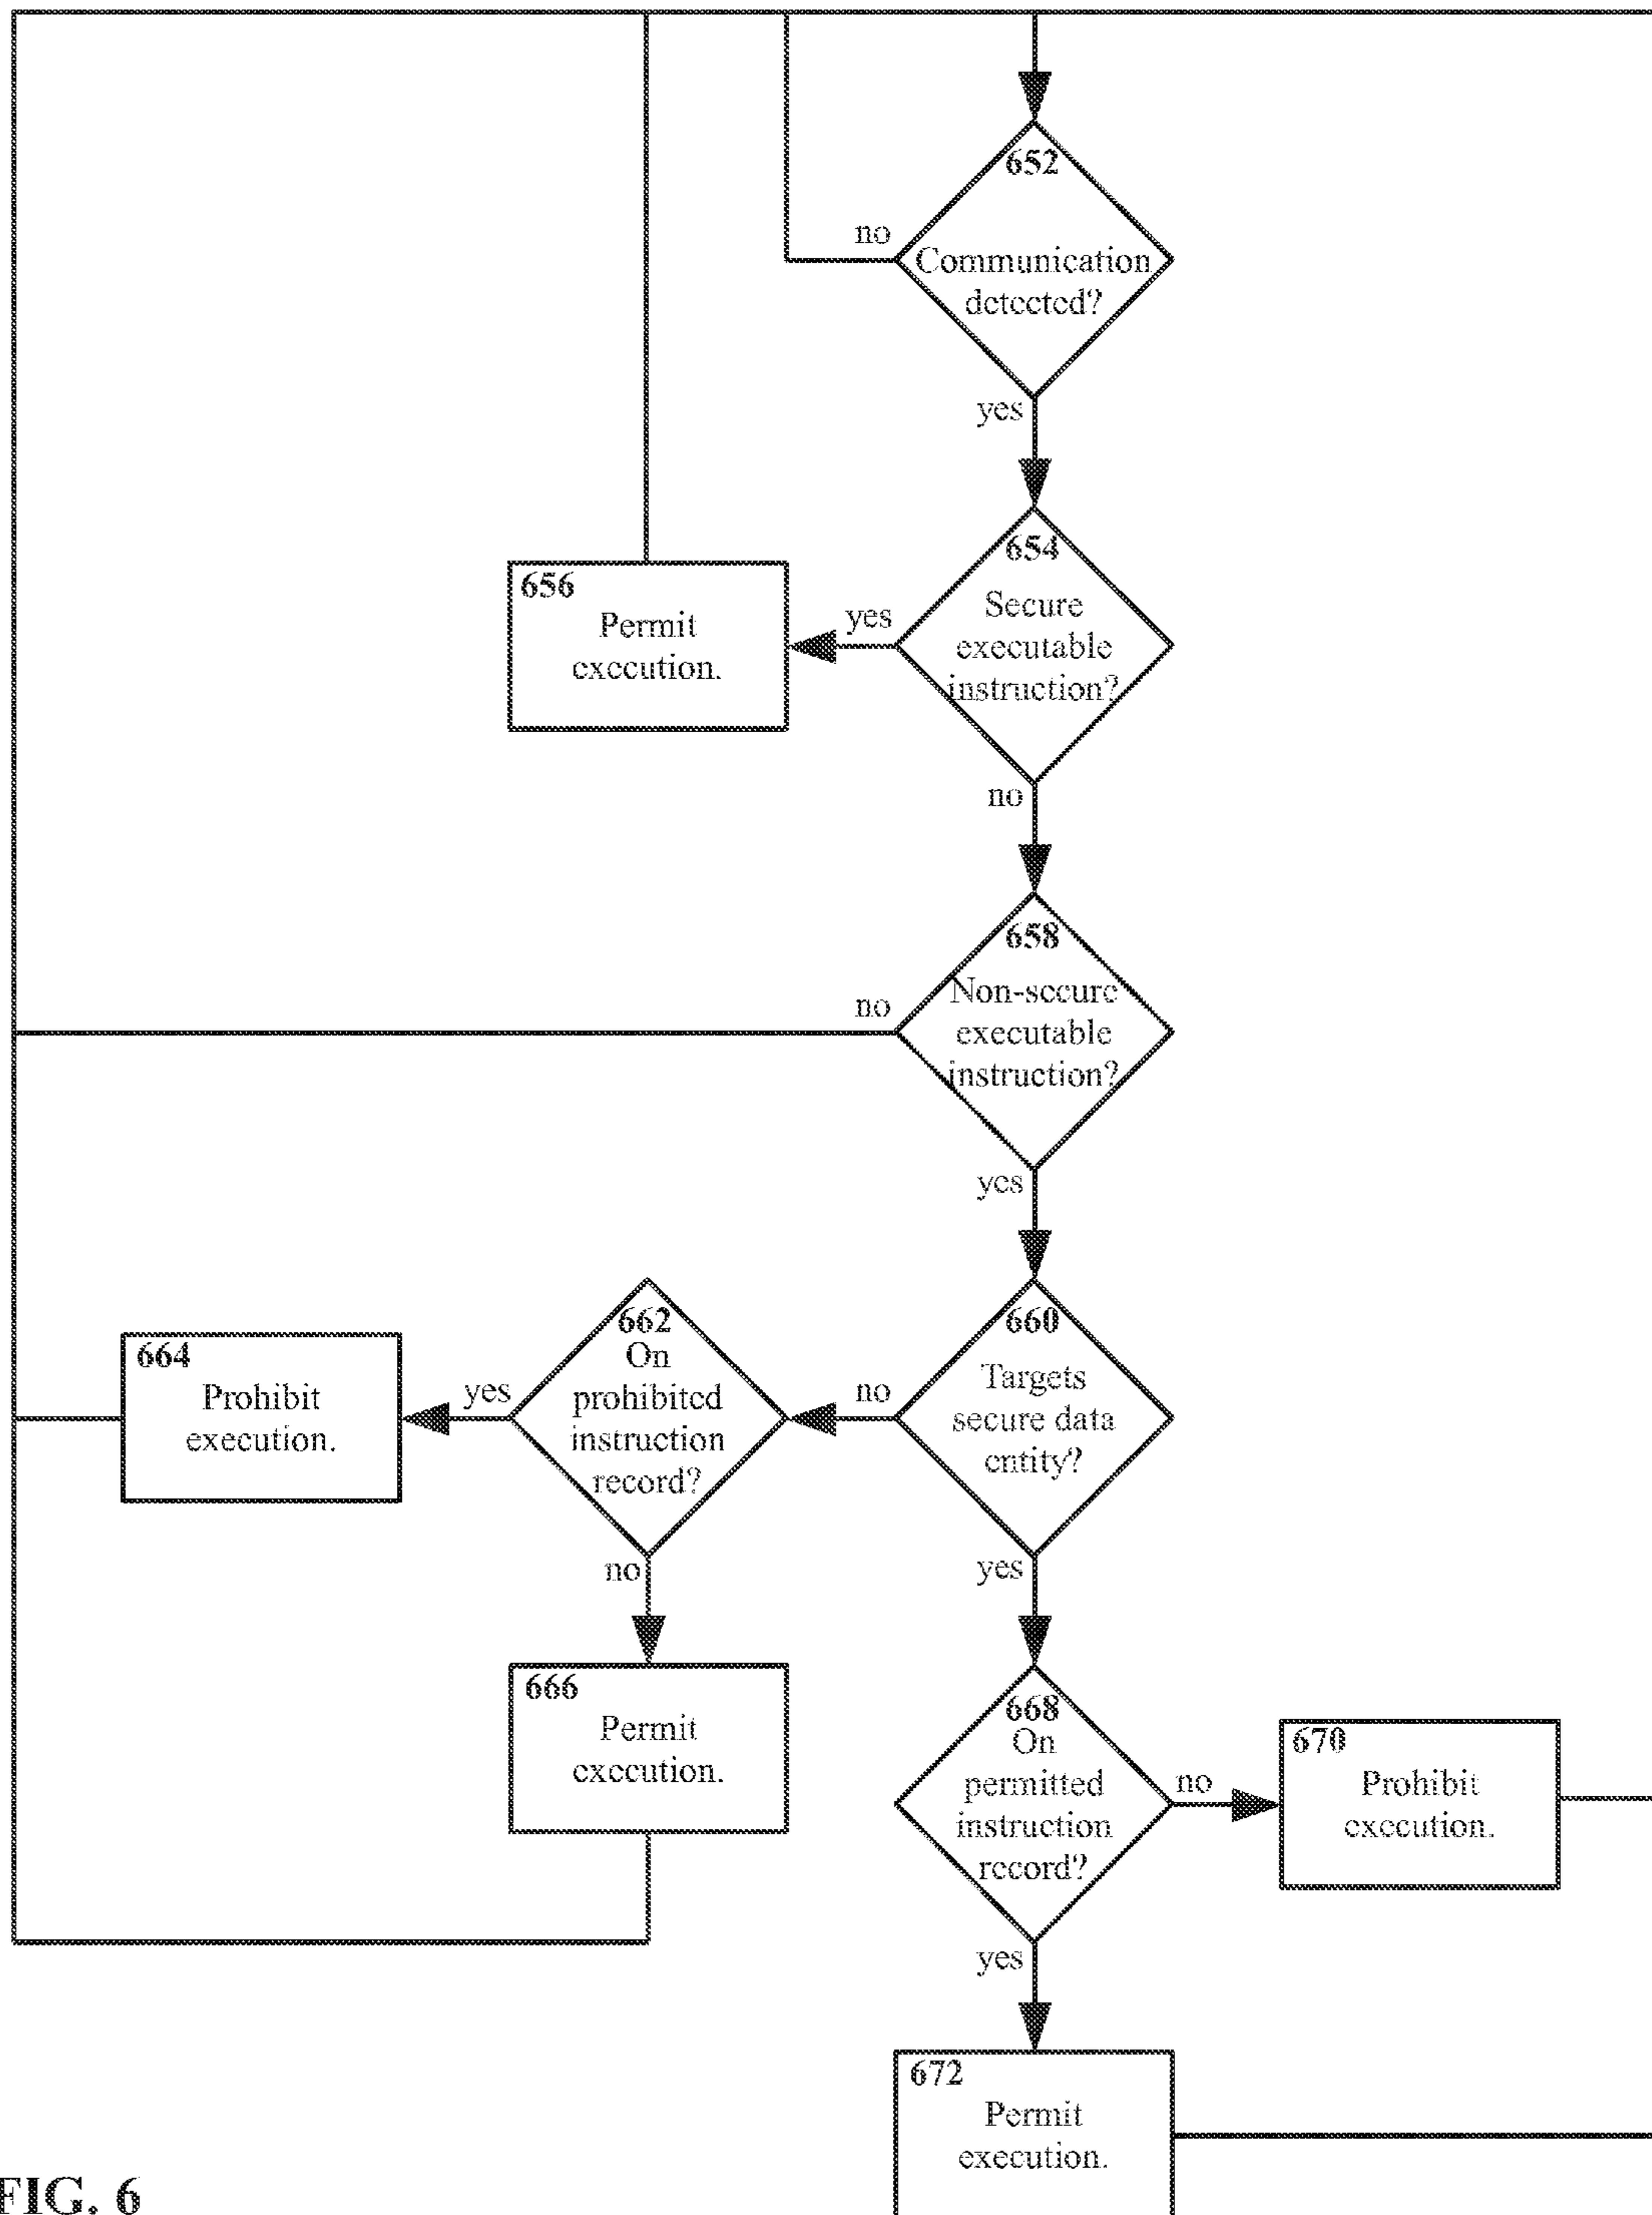 652
no
Communication
detected?
yes
654
Secure
executable
instruction?
yes
656
Permit
execution.
no
658
Non-secure
executable
instruction?
no
yes
660
Targets
secure data
entity?
no
662
On
prohibited
instruction
record?
yes
664
Prohibit
execution.
no
666
Permit
execution.
yes
668
On
permitted
instruction
record?
no
670
Prohibit
execution.
yes
672
Permit
execution.
FIG. 6